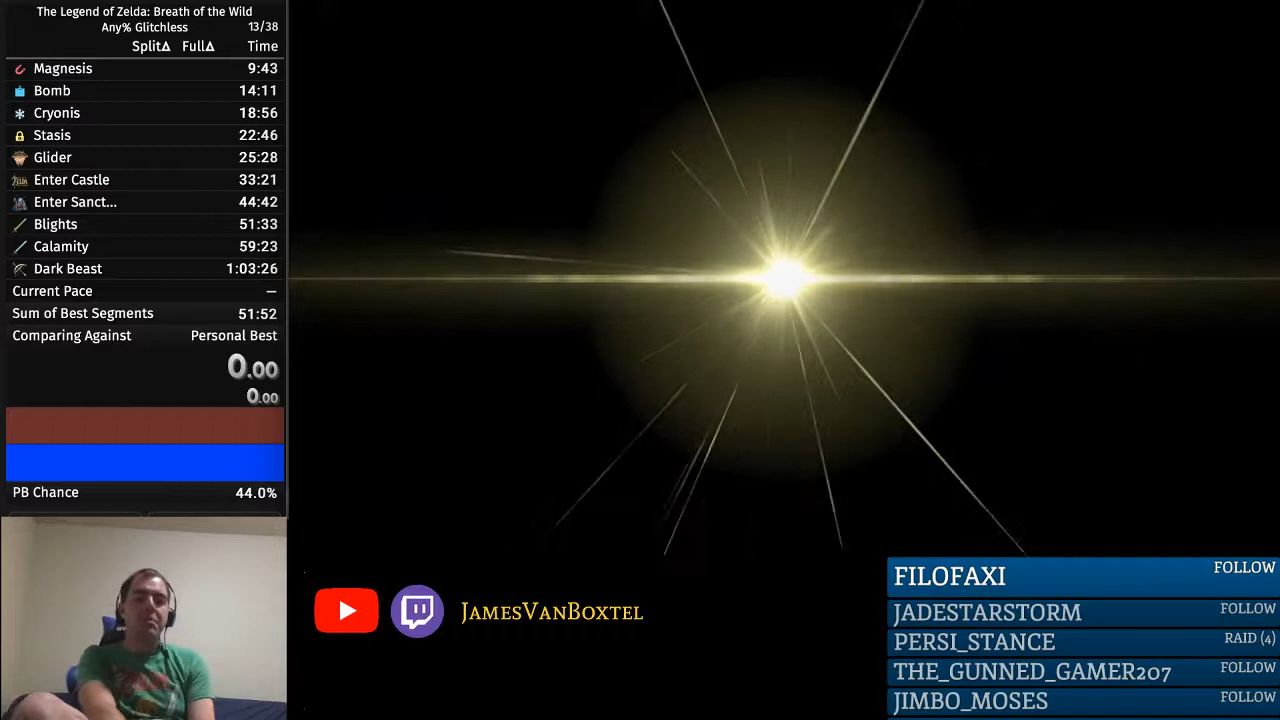 The Legend of Zelda: Breath of the Wild
Any% Glitchless 13/38
SplitΔ FullΔ Time
Magnesis 9:43
Bomb 14:11
Cryonis 18:56
Stasis 22:46
Glider 25:28
Enter Castle 33:21
Enter Sanct... 44:42
Blights 51:33
Calamity 59:23
Dark Beast 1:03:26
Current Pace —
Sum of Best Segments 51:52
Comparing Against Personal Best
0.00
0.00
PB Chance 44.0%
JamesVanBoxtel
FILOFAXI FOLLOW
JADESTARSTORM FOLLOW
PERSI_STANCE RAID (4)
THE_GUNNED_GAMER207 FOLLOW
JIMBO_MOSES FOLLOW